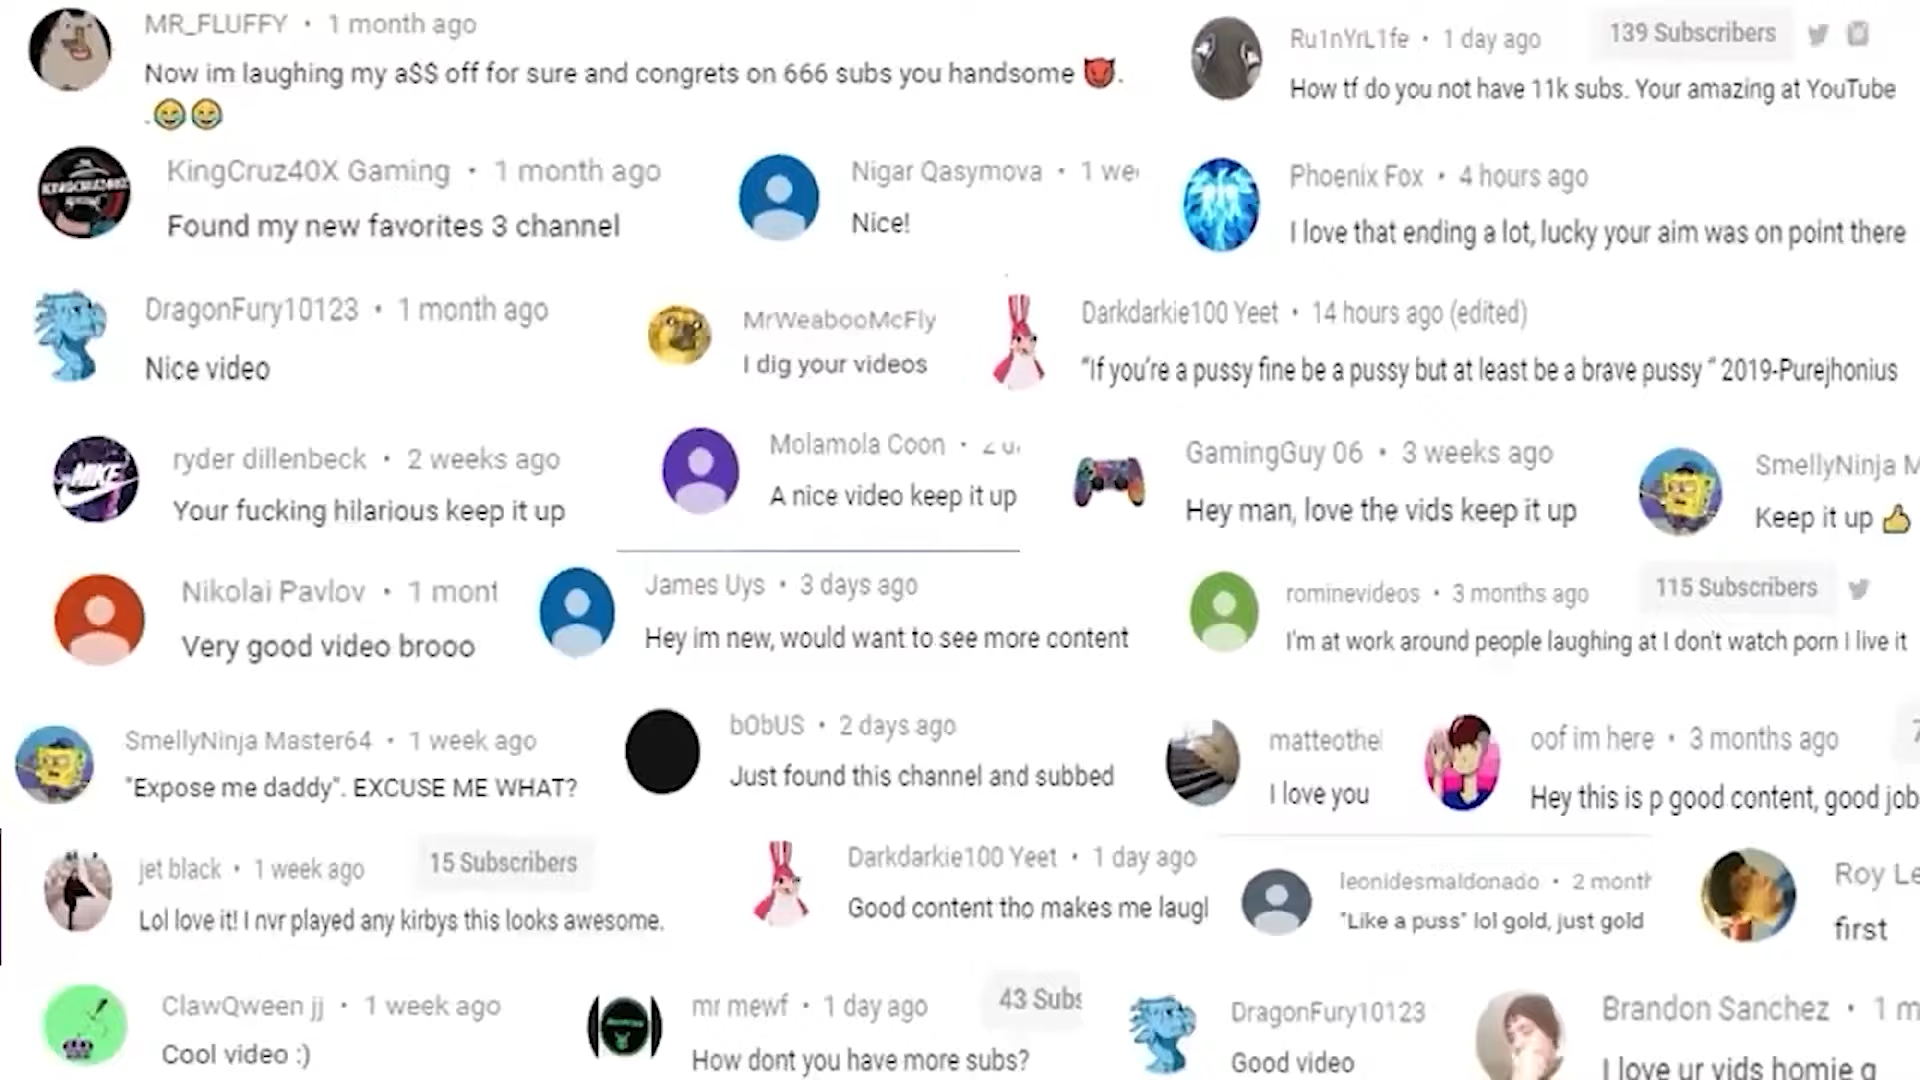 MR_FLUFFY • 1 month ago
Now im laughing my a$$ off for sure and congrets on 666 subs you handsome 😈.
.😂😂
Ru1nYrL1fe • 1 day ago
139 Subscribers
How tf do you not have 11k subs. Your amazing at YouTube
KingCruz40X Gaming • 1 month ago
Found my new favorites 3 channel
Nigar Qasymova • 1 we
Nice!
Phoenix Fox • 4 hours ago
I love that ending a lot, lucky your aim was on point there
DragonFury10123 • 1 month ago
Nice video
MrWeabooMcFly
I dig your videos
Darkdarkie100 Yeet • 14 hours ago (edited)
“If you’re a pussy fine be a pussy but at least be a brave pussy “ 2019-Purejhonius
NIKE
ryder dillenbeck • 2 weeks ago
Your fucking hilarious keep it up
Molamola Coon •
A nice video keep it up
GamingGuy 06 • 3 weeks ago
Hey man, love the vids keep it up
SmellyNinja M
Keep it up 👍
Nikolai Pavlov • 1 mont
Very good video brooo
James Uys • 3 days ago
Hey im new, would want to see more content
rominevideos • 3 months ago
115 Subscribers
I'm at work around people laughing at I don't watch porn I live it
SmellyNinja Master64 • 1 week ago
"Expose me daddy". EXCUSE ME WHAT?
bObUS • 2 days ago
Just found this channel and subbed
matteothe
I love you
oof im here • 3 months ago
7
Hey this is p good content, good job
jet black • 1 week ago
15 Subscribers
Lol love it! I nvr played any kirbys this looks awesome.
Darkdarkie100 Yeet • 1 day ago
Good content tho makes me laugl
leonidesmaldonado • 2 month
"Like a puss" lol gold, just gold
Roy Le
first
ClawQween jj • 1 week ago
Cool video :)
mr mewf • 1 day ago
43 Subs
How dont you have more subs?
DragonFury10123
Good video
Brandon Sanchez • 1 m
I love ur vids homie g